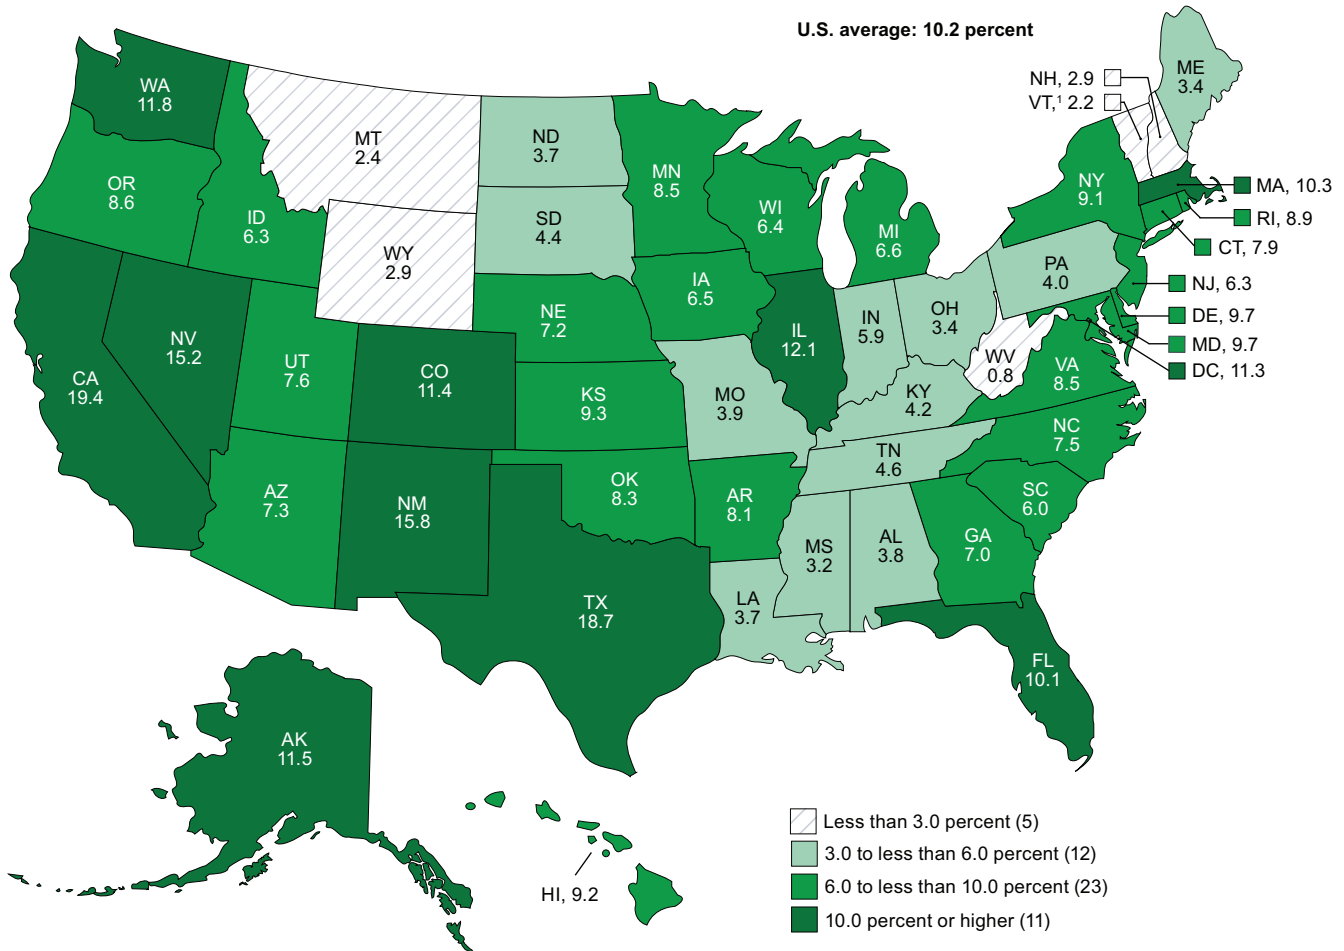 U.S. average: 10.2 percent
WA
11.8
MT
2.4
ND
3.7
MN
8.5
NH, 2.9
VT,¹ 2.2
ME
3.4
OR
8.6
ID
6.3
SD
4.4
WI
6.4
MI
6.6
NY
9.1
MA, 10.3
RI, 8.9
CT, 7.9
WY
2.9
IA
6.5
PA
4.0
NJ, 6.3
NE
7.2
IN
5.9
OH
3.4
DE, 9.7
NV
15.2
IL
12.1
MD, 9.7
WV
0.8
VA
8.5
DC, 11.3
CA
19.4
UT
7.6
CO
11.4
KS
9.3
MO
3.9
KY
4.2
NC
7.5
TN
4.6
AZ
7.3
NM
15.8
OK
8.3
AR
8.1
SC
6.0
MS
3.2
AL
3.8
GA
7.0
TX
18.7
LA
3.7
FL
10.1
AK
11.5
HI, 9.2
Less than 3.0 percent (5)
3.0 to less than 6.0 percent (12)
6.0 to less than 10.0 percent (23)
10.0 percent or higher (11)